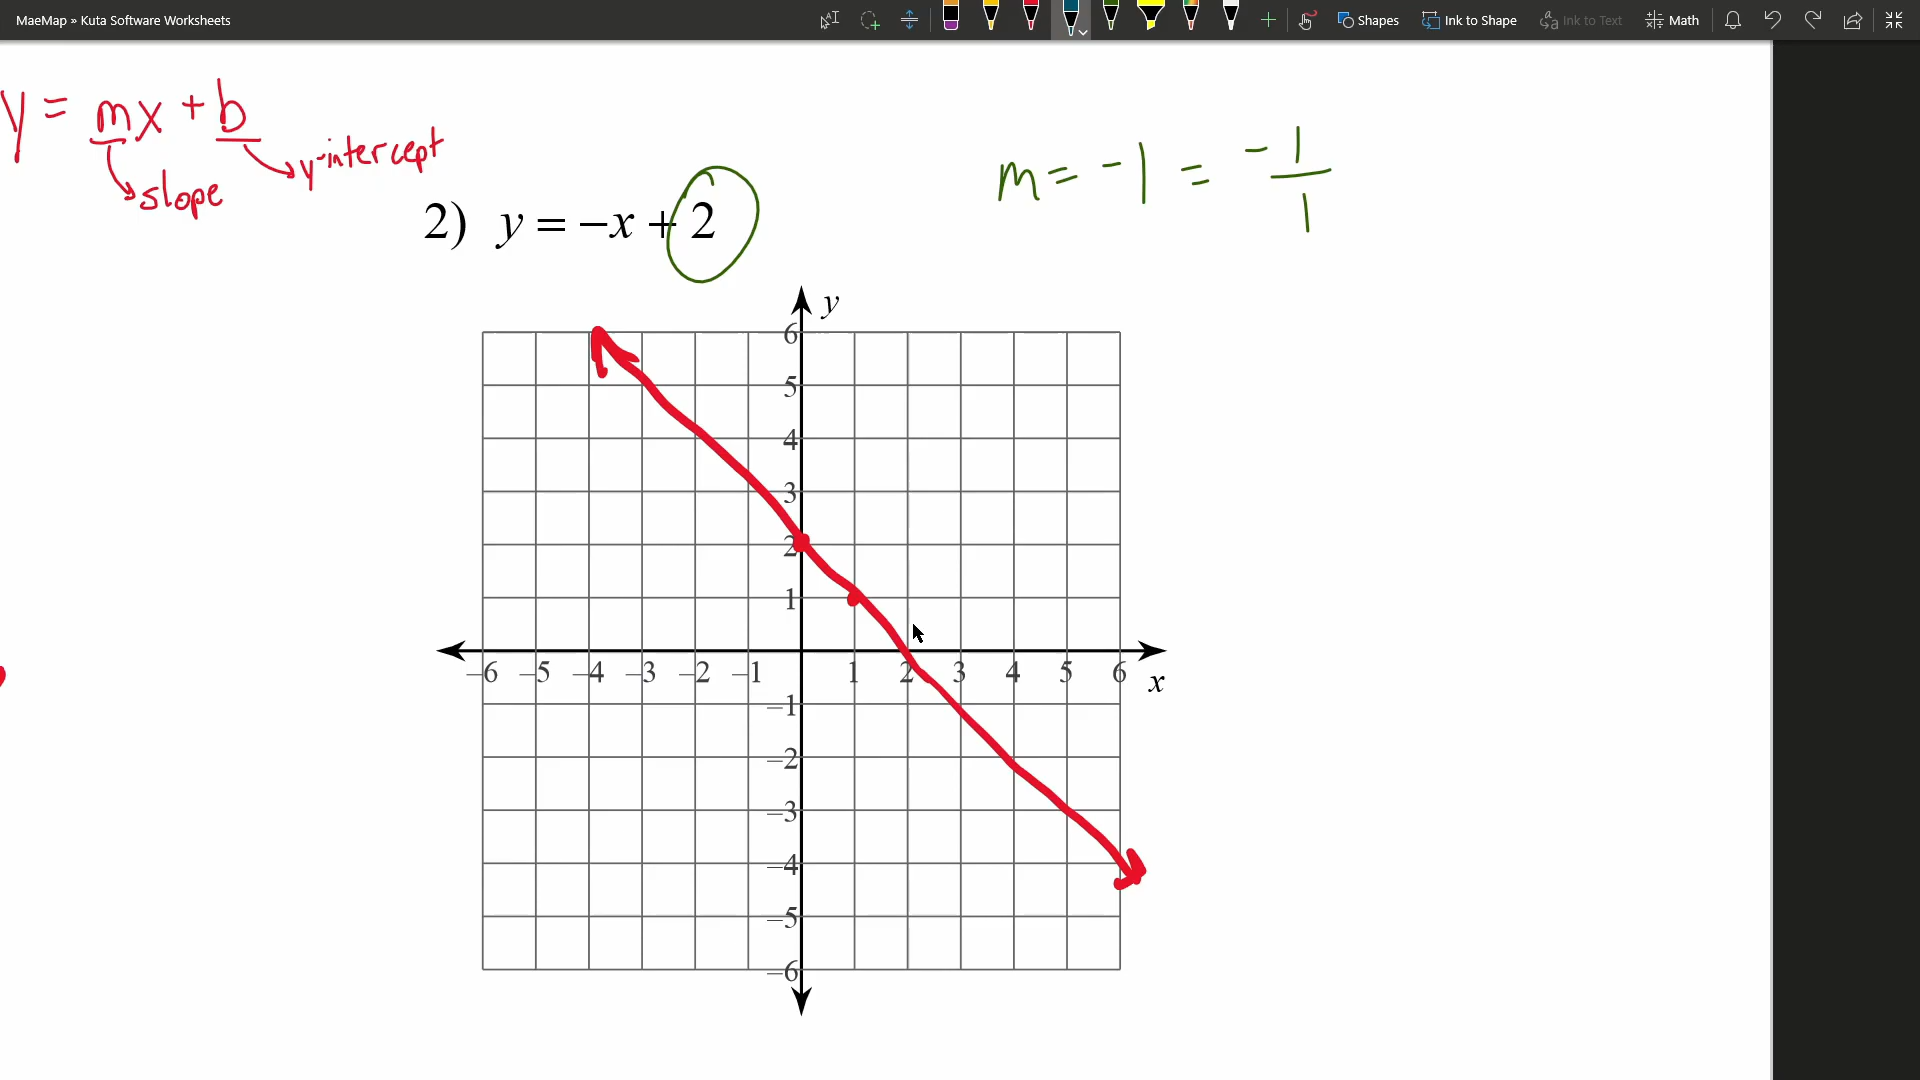 MaeMap » Kuta Software Worksheets
Shapes
Ink to Shape
Ink to Text
Math
y = mx + b
y-intercept
slope
m = -1 = -1/1
2) y = −x + 2
y
6
5
4
3
2
1
−6 −5 −4 −3 −2 −1 1 2 3 4 5 6
x
−1
−2
−3
−4
−5
−6